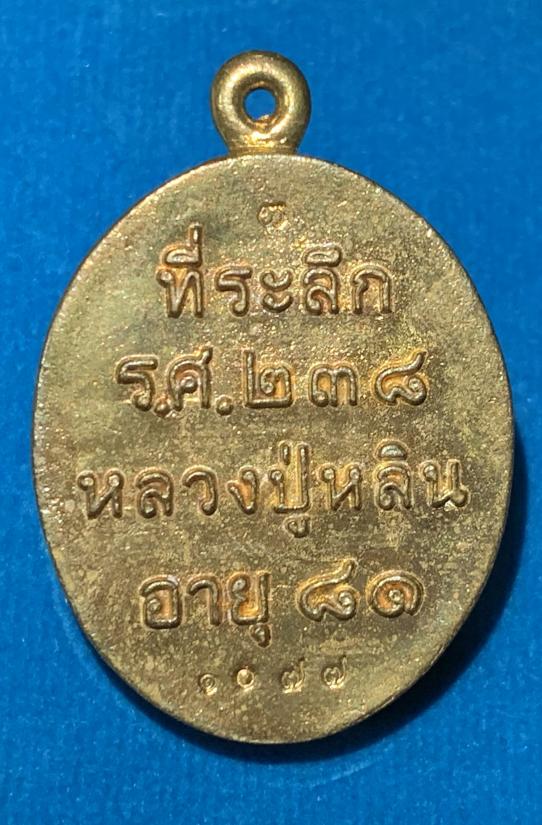 ๓
ที่ระลึก
ร.ศ.๒๓๘
หลวงปู่หลิน
อายุ ๘๑
๑๐๗๗